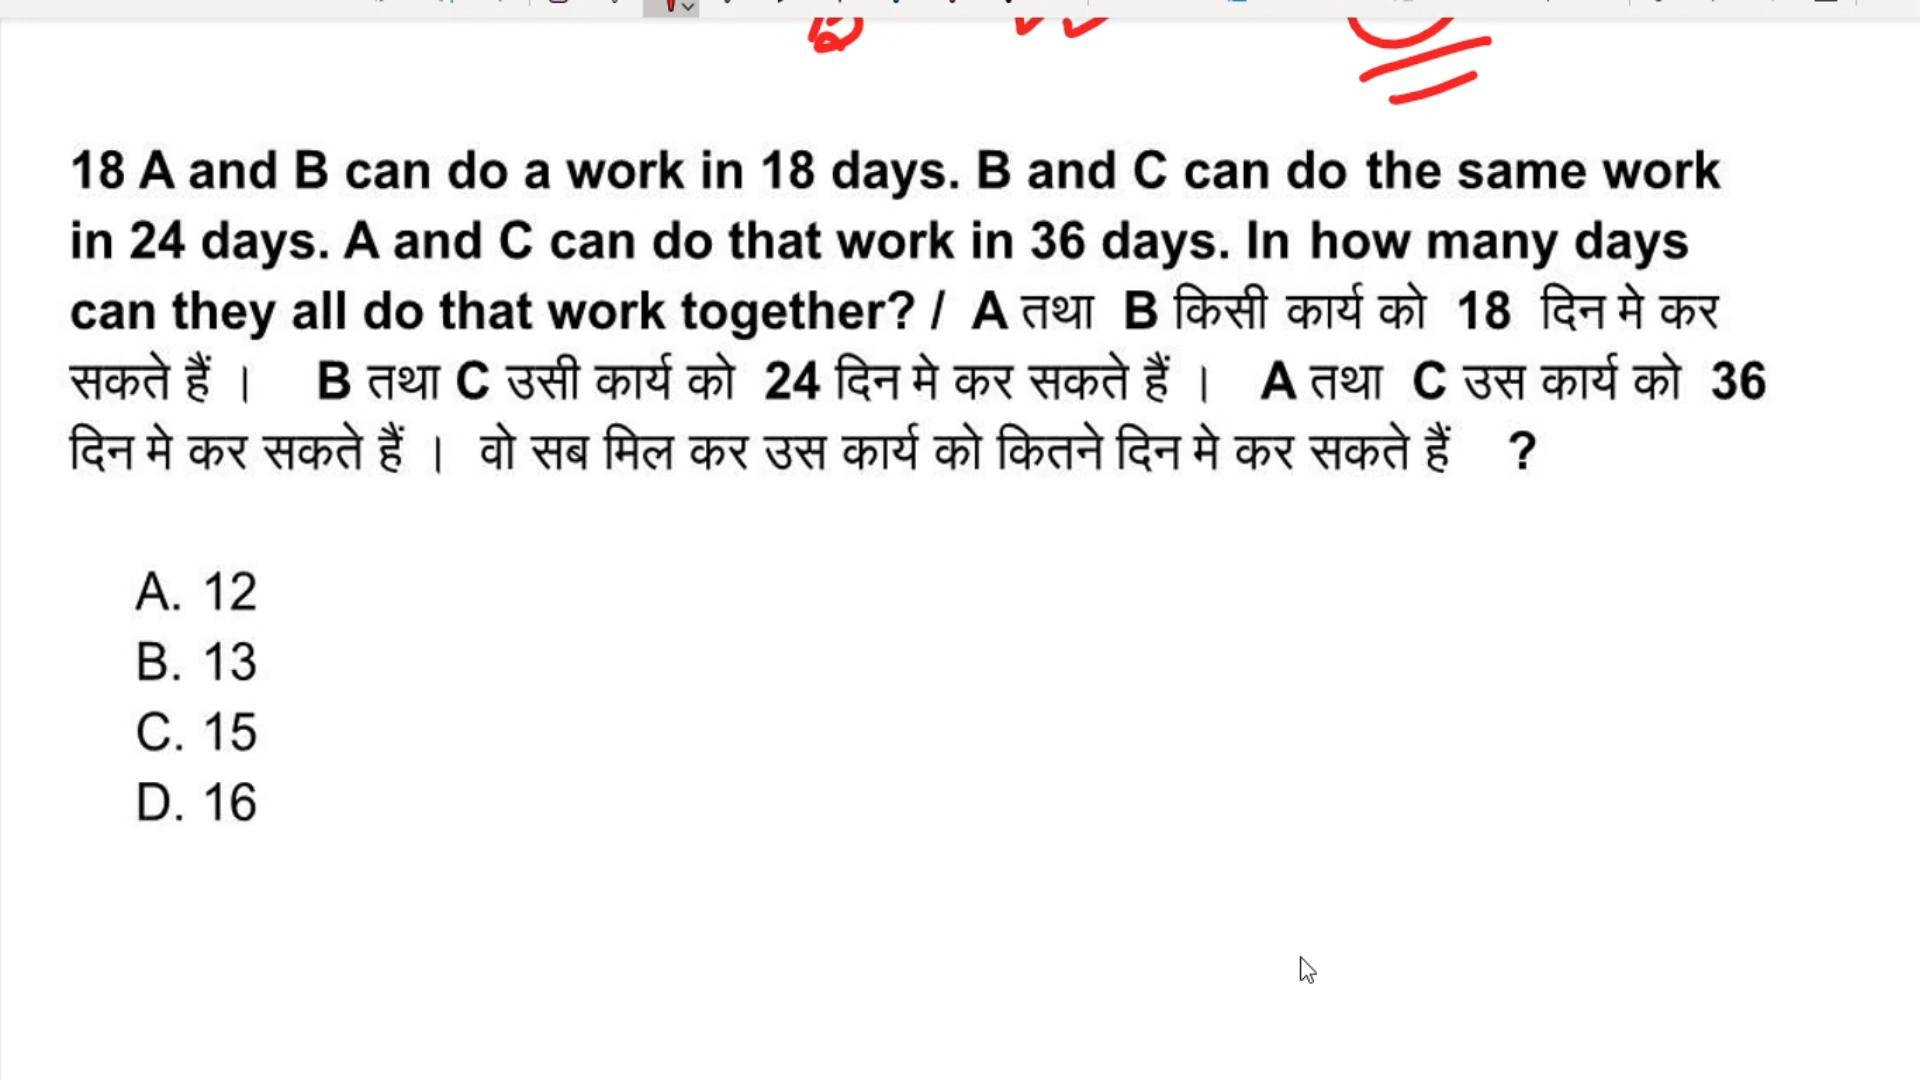 18 A and B can do a work in 18 days. B and C can do the same work
in 24 days. A and C can do that work in 36 days. In how many days
can they all do that work together? / A तथा B किसी कार्य को 18 दिन मे कर
सकते हैं । B तथा C उसी कार्य को 24 दिन मे कर सकते हैं । A तथा C उस कार्य को 36
दिन मे कर सकते हैं । वो सब मिल कर उस कार्य को कितने दिन मे कर सकते हैं ?
A. 12
B. 13
C. 15
D. 16